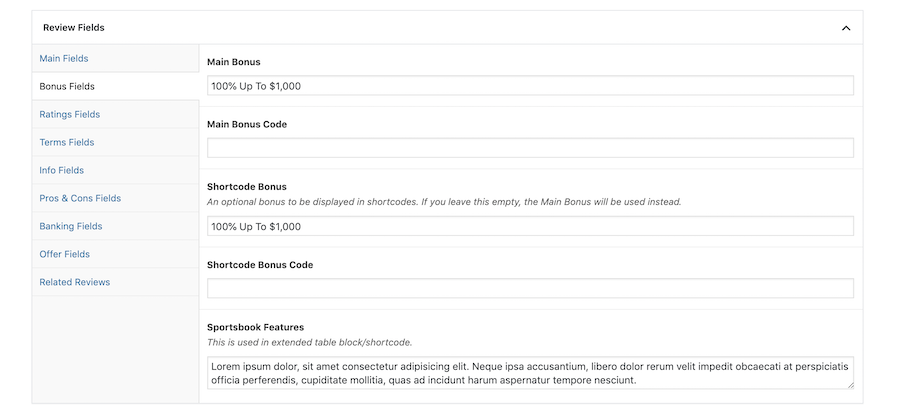 Review Fields
Main Fields
Bonus Fields
Ratings Fields
Terms Fields
Info Fields
Pros & Cons Fields
Banking Fields
Offer Fields
Related Reviews
Main Bonus
100% Up To $1,000
Main Bonus Code
Shortcode Bonus
An optional bonus to be displayed in shortcodes. If you leave this empty, the Main Bonus will be used instead.
100% Up To $1,000
Shortcode Bonus Code
Sportsbook Features
This is used in extended table block/shortcode.
Lorem ipsum dolor, sit amet consectetur adipisicing elit. Neque ipsa accusantium, libero dolor rerum velit impedit obcaecati at perspiciatis
officia perferendis, cupiditate mollitia, quas ad incidunt harum aspernatur tempore nesciunt.